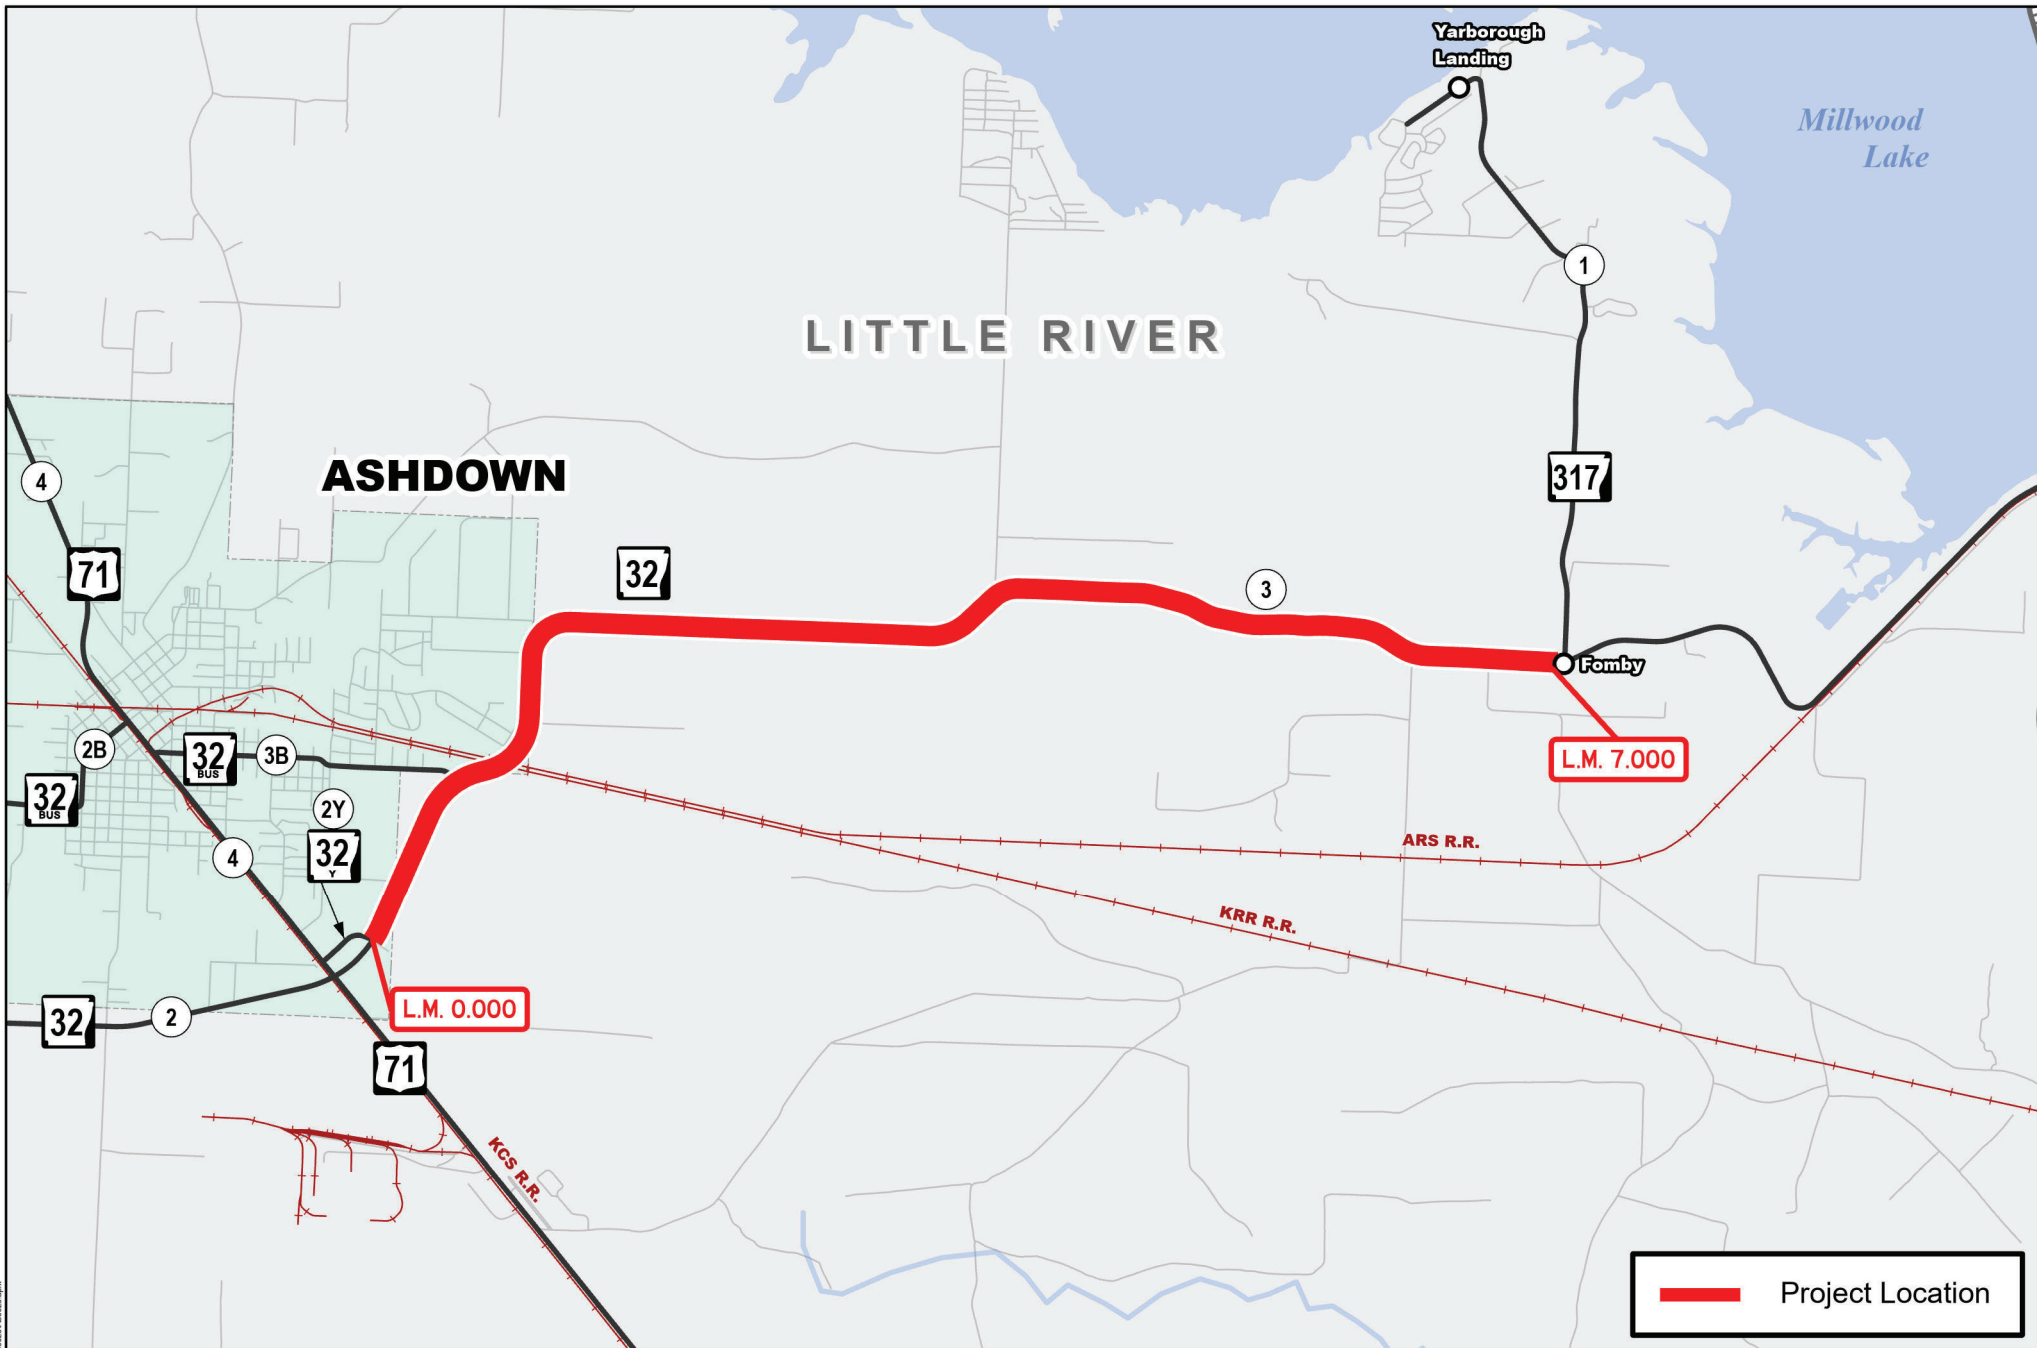 Yarborough
Landing
Millwood
Lake
1
LITTLE RIVER
ASHDOWN
4
317
71
32
3
Fomby
2B
32
BUS
3B
L.M. 7.000
32
BUS
2Y
32
Y
4
ARS R.R.
KRR R.R.
L.M. 0.000
32
2
71
KCS R.R.
Project Location